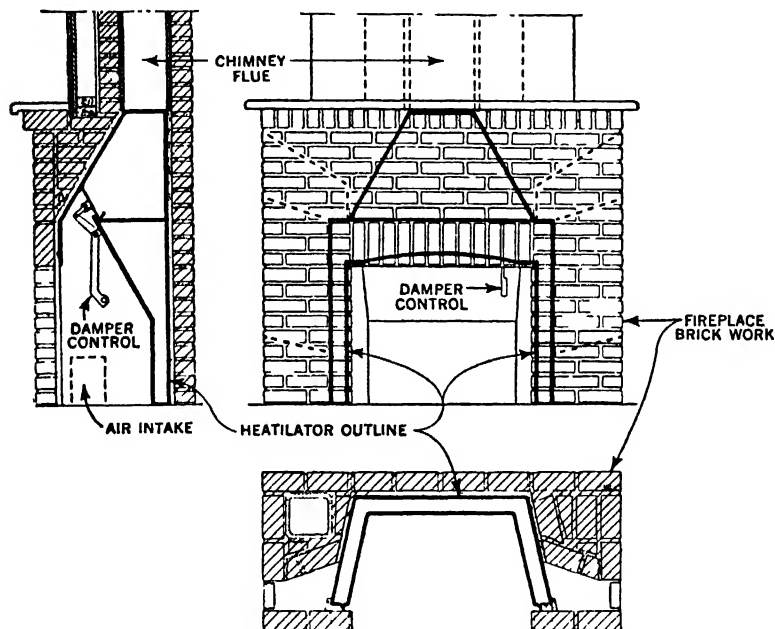 CHIMNEY
FLUE
DAMPER
CONTROL
DAMPER
CONTROL
FIREPLACE
BRICK WORK
AIR INTAKE
HEATILATOR OUTLINE